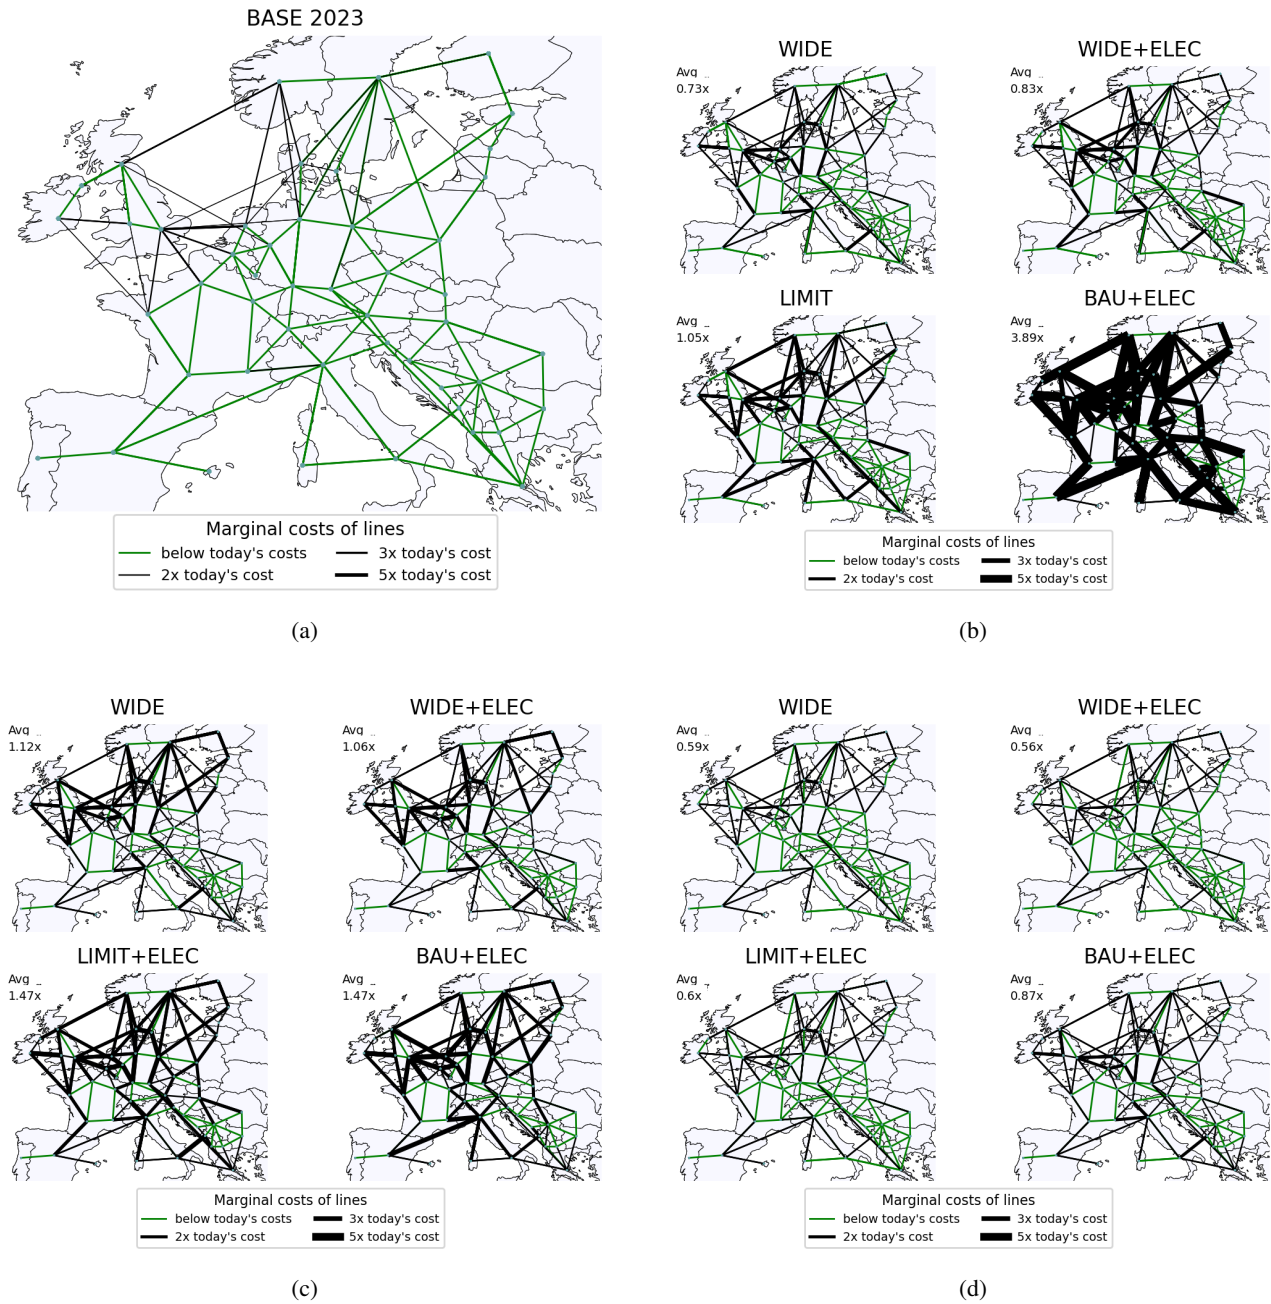 BASE 2023
Marginal costs of lines
below today's costs
2x today's cost
3x today's cost
5x today's cost
(a)
WIDE
Avg
0.73x
WIDE+ELEC
Avg
0.83x
LIMIT
Avg
1.05x
BAU+ELEC
Avg
3.89x
Marginal costs of lines
below today's costs
2x today's cost
3x today's cost
5x today's cost
(b)
WIDE
Avg
1.12x
WIDE+ELEC
Avg
1.06x
LIMIT+ELEC
Avg
1.47x
BAU+ELEC
Avg
1.47x
Marginal costs of lines
below today's costs
2x today's cost
3x today's cost
5x today's cost
(c)
WIDE
Avg
0.59x
WIDE+ELEC
Avg
0.56x
LIMIT+ELEC
Avg
0.6x
BAU+ELEC
Avg
0.87x
Marginal costs of lines
below today's costs
2x today's cost
3x today's cost
5x today's cost
(d)